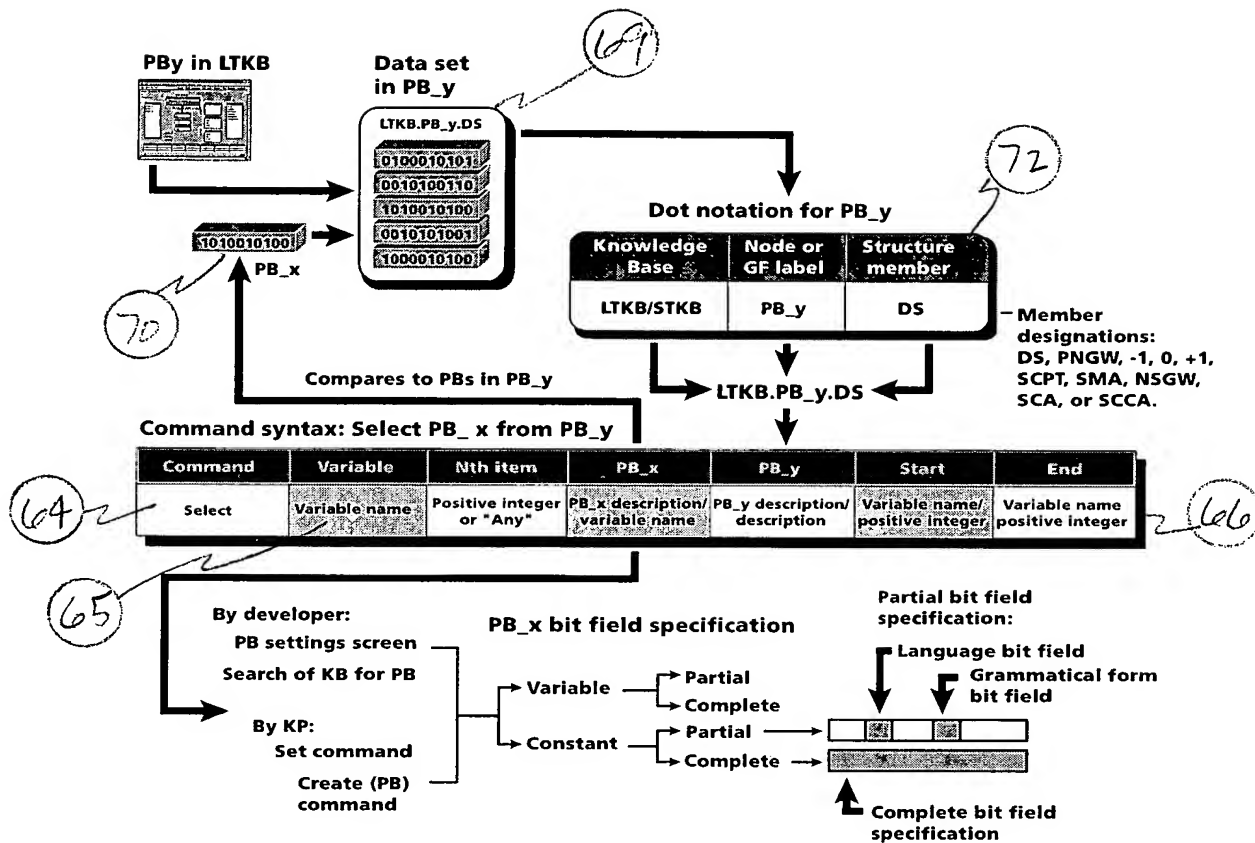 69
PBy in LTKB
Data set
in PB_y
LTKB.PB_y.DS
0100010101
0010100110
1010010100
0010101001
1000010100
1010010100
PB_x
70
72
Dot notation for PB_y
Knowledge Base
Node or GF label
Structure member
LTKB/STKB
PB_y
DS
Member
designations:
DS, PNGW, -1, 0, +1,
SCPT, SMA, NSGW,
SCA, or SCCA.
LTKB.PB_y.DS
Compares to PBs in PB_y
Command syntax: Select PB_ x from PB_y
Command
Variable
Nth item
PB_x
PB_y
Start
End
Select
Variable name
Positive integer
or "Any"
PB_x description/
variable name
PB_y description/
description
Variable name/
positive integer
Variable name
positive integer
64
65
66
By developer:
PB settings screen
Search of KB for PB
By KP:
Set command
Create (PB)
command
PB_x bit field specification
Variable
Partial
Complete
Constant
Partial
Complete
Partial bit field
specification:
Language bit field
Grammatical form
bit field
Complete bit field
specification